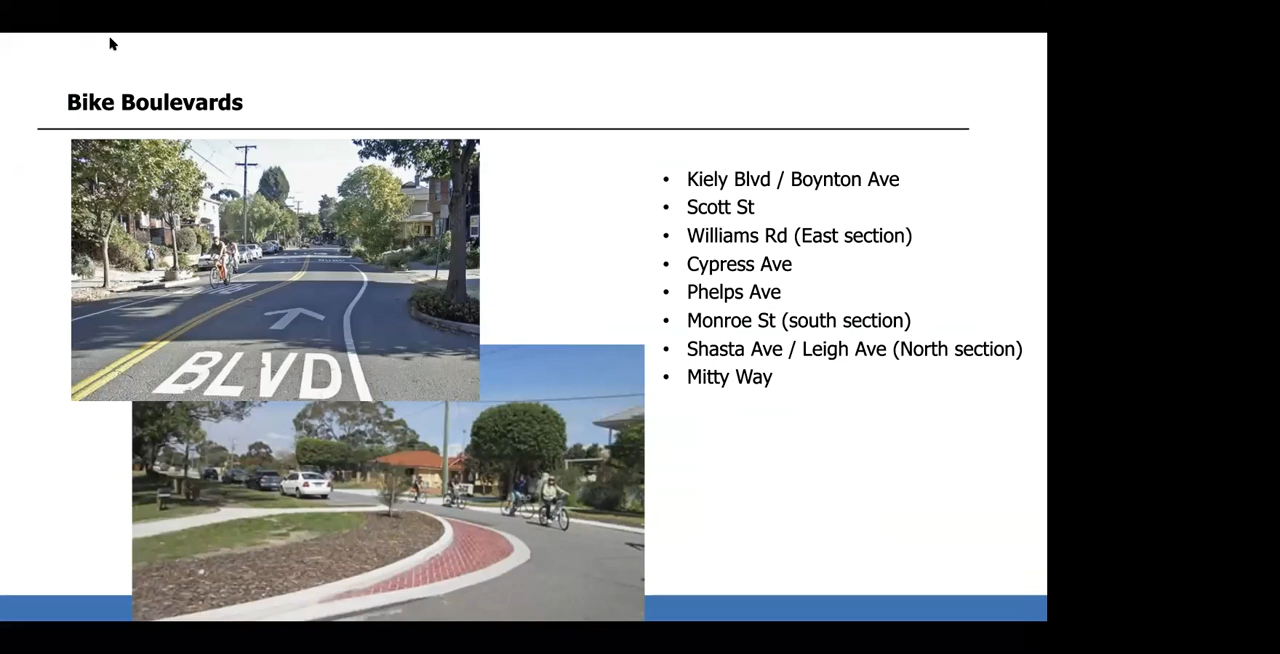 Bike Boulevards
BLVD
• Kiely Blvd / Boynton Ave
• Scott St
• Williams Rd (East section)
• Cypress Ave
• Phelps Ave
• Monroe St (south section)
• Shasta Ave / Leigh Ave (North section)
• Mitty Way